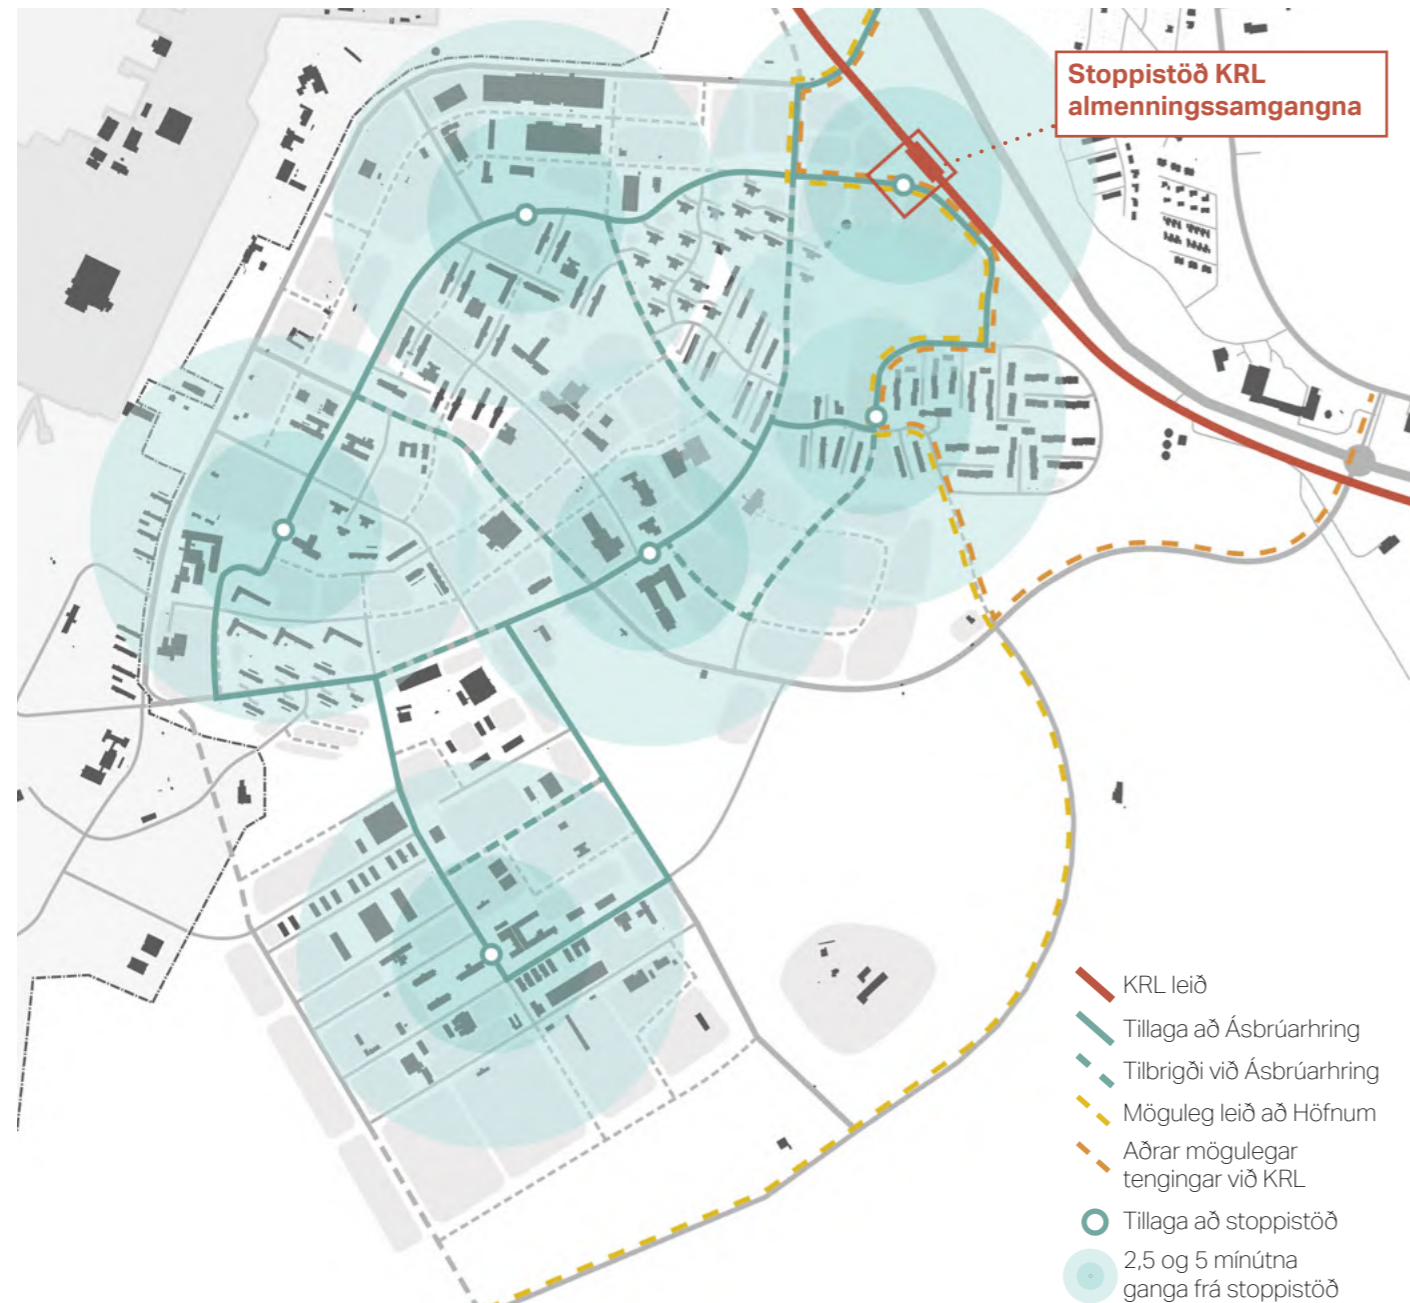 Stoppistöð KRL
almenningssamgangna
KRL leið
Tillaga að Ásbrúarhring
Tilbrigði við Ásbrúarhring
Möguleg leið að Höfnum
Aðrar mögulegar
tengingar við KRL
Tillaga að stoppistöð
2,5 og 5 mínútna
ganga frá stoppistöð